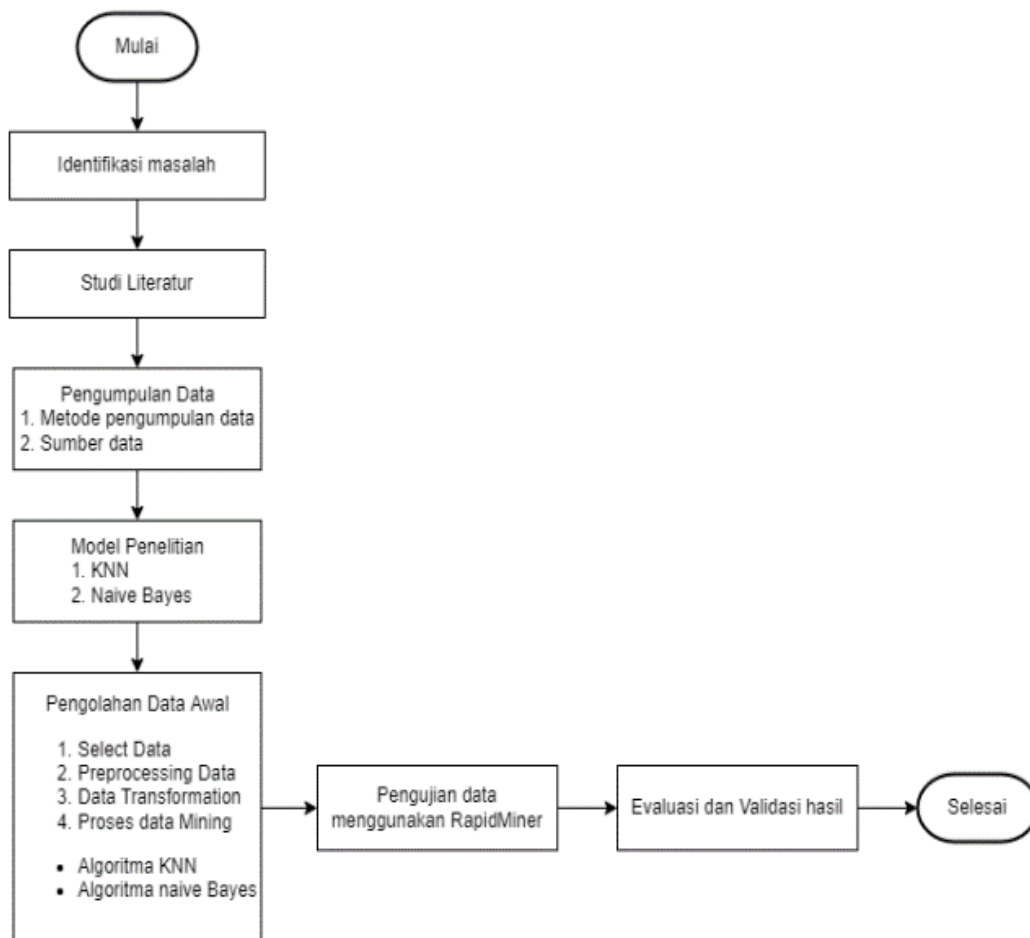 Mulai
Identifikasi masalah
Studi Literatur
Pengumpulan Data
1. Metode pengumpulan data
2. Sumber data
Model Penelitian
1. KNN
2. Naive Bayes
Pengolahan Data Awal
1. Select Data
2. Preprocessing Data
3. Data Transformation
4. Proses data Mining
• Algoritma KNN
• Algoritma naive Bayes
Pengujian data
menggunakan RapidMiner
Evaluasi dan Validasi hasil
Selesai